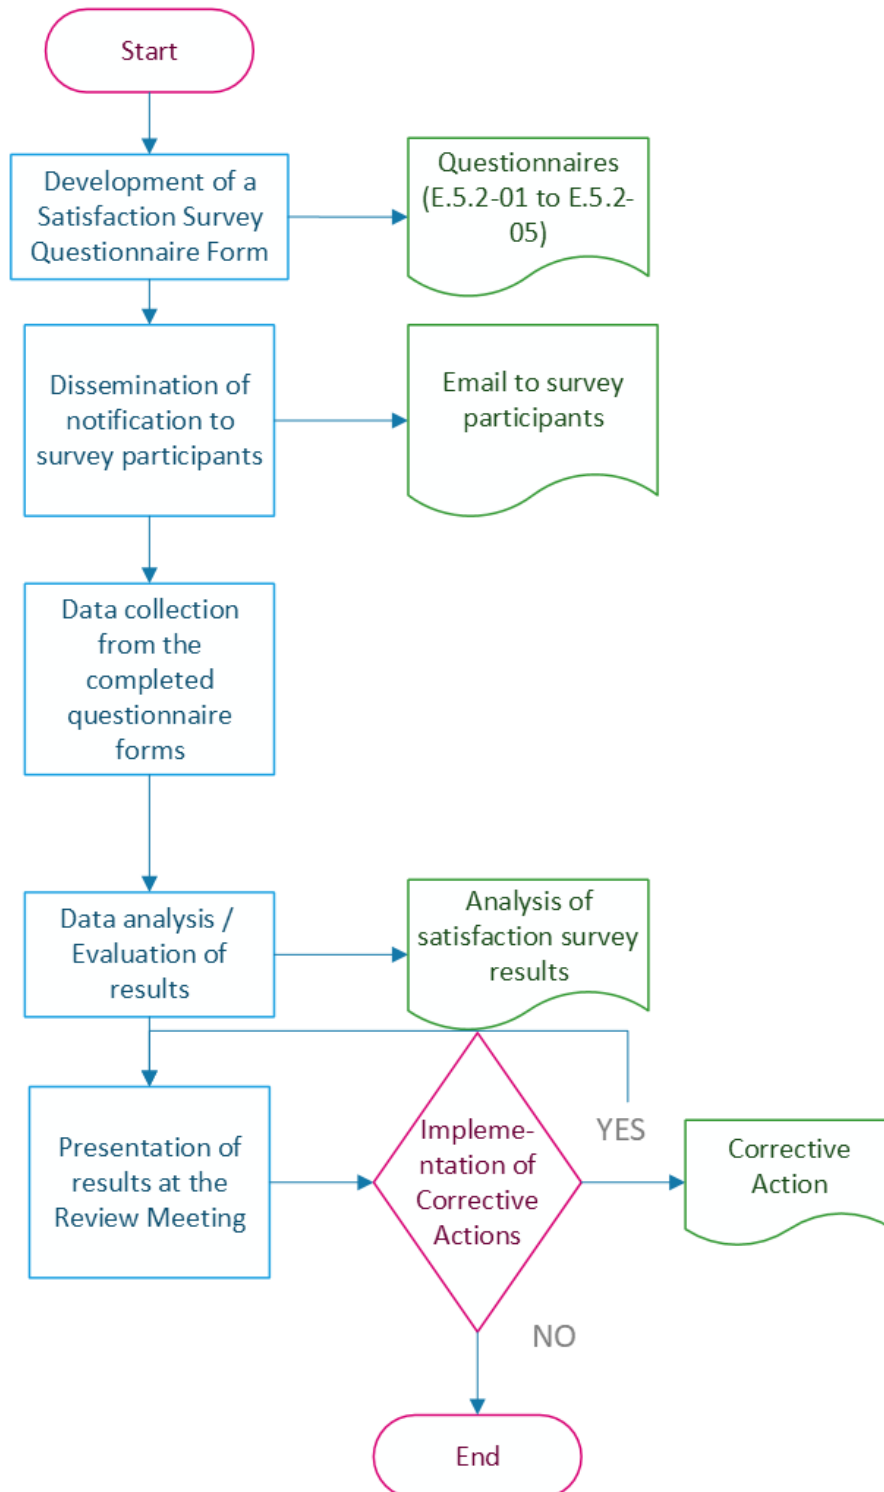 Start
Development of a
Satisfaction Survey
Questionnaire Form
Questionnaires
(E.5.2-01 to E.5.2-
05)
Dissemination of
notification to
survey participants
Email to survey
participants
Data collection
from the
completed
questionnaire
forms
Data analysis /
Evaluation of
results
Analysis of
satisfaction survey
results
Presentation of
results at the
Review Meeting
Impleme-
ntation of
Corrective
Actions
YES
Corrective
Action
NO
End